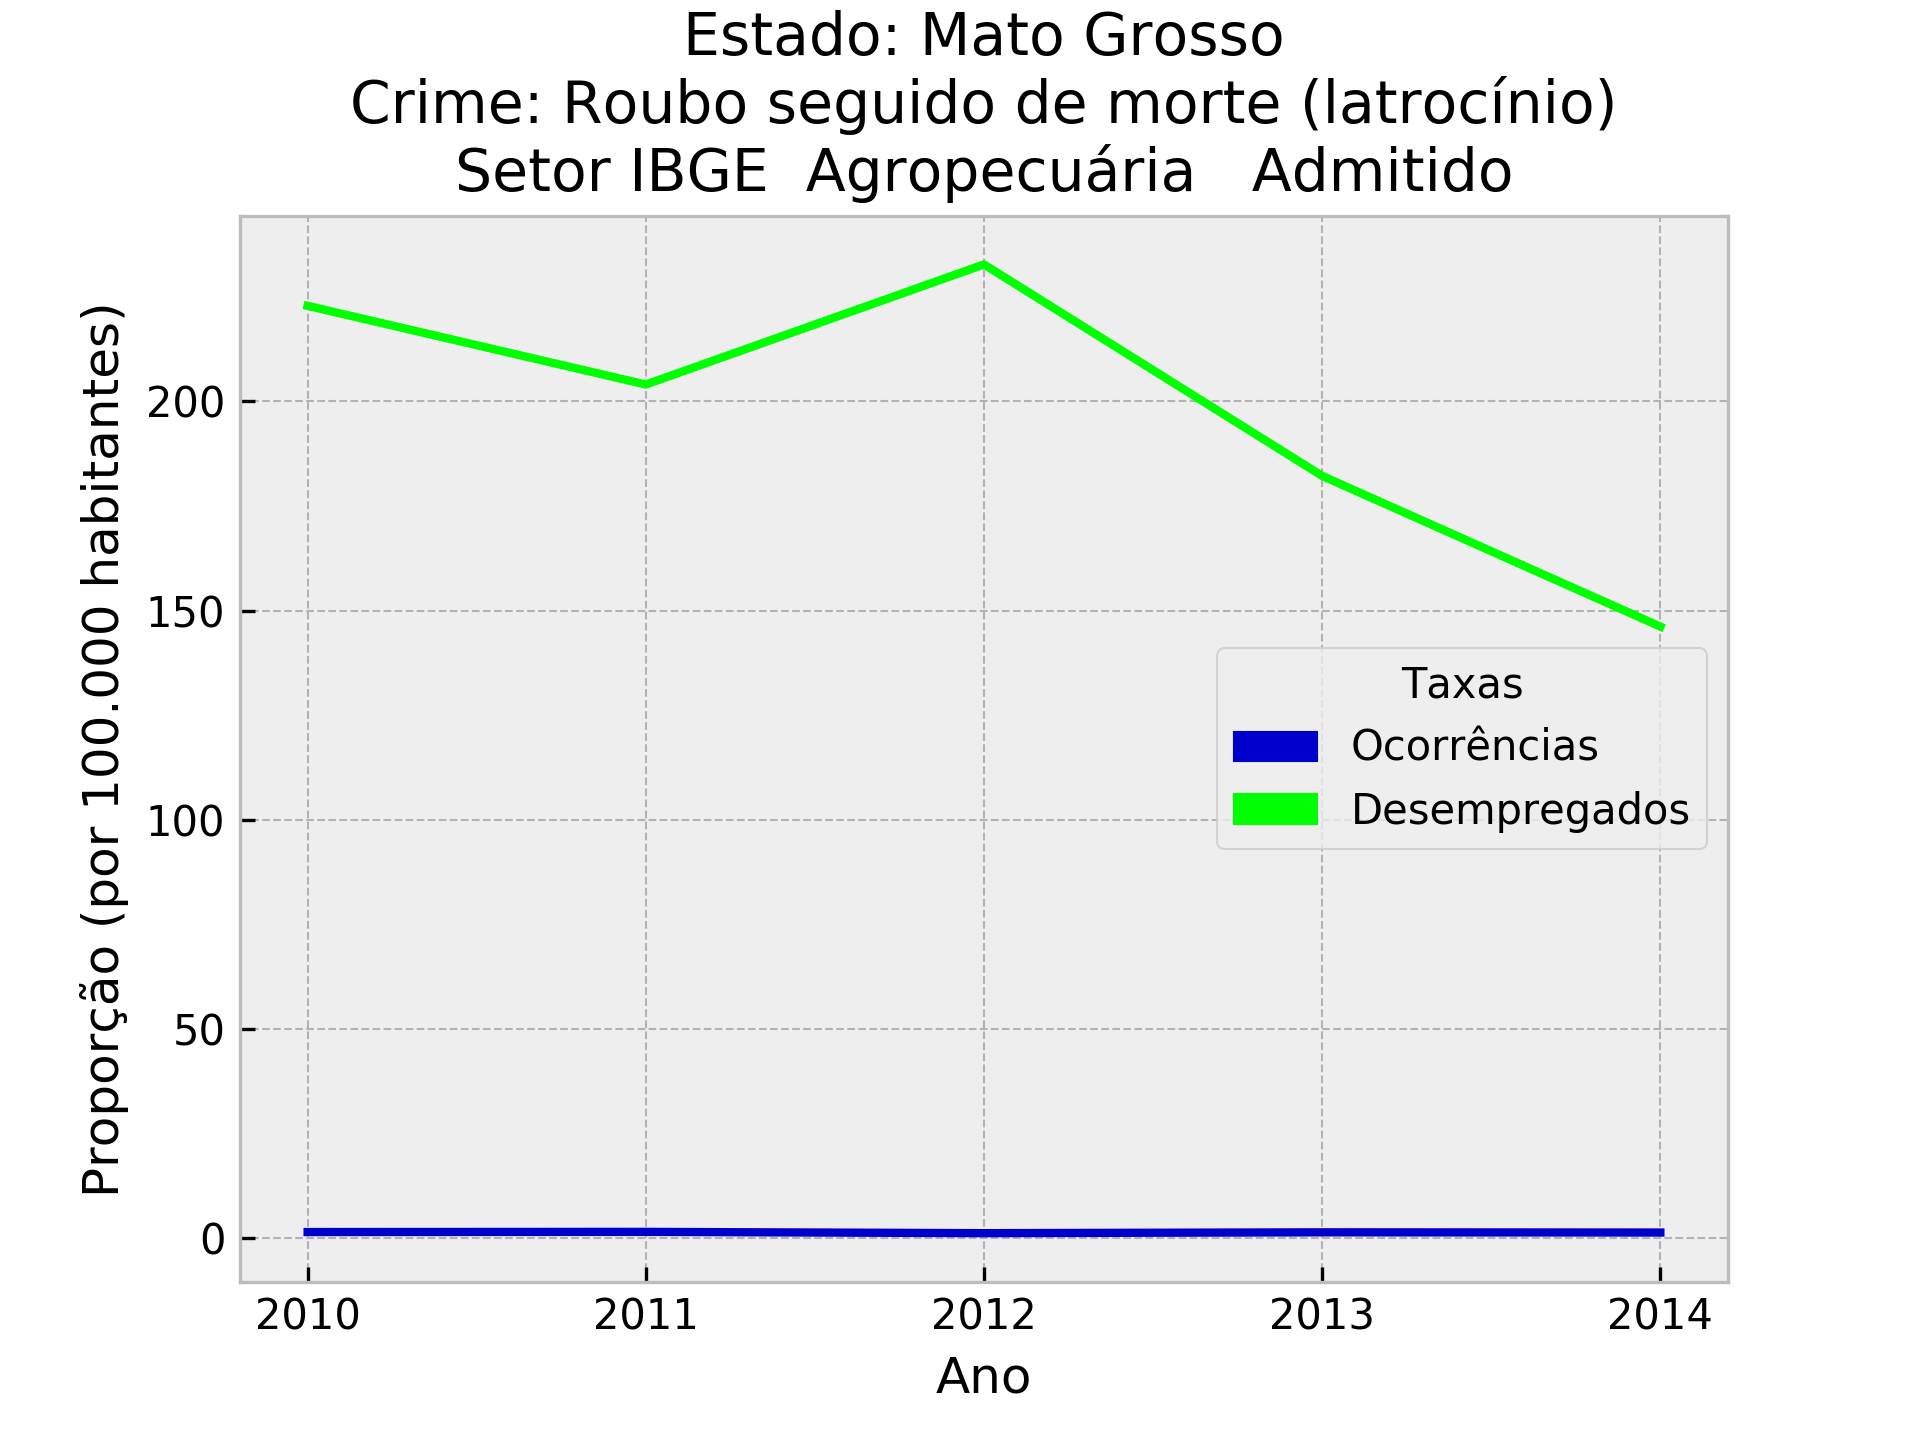 Estado: Mato Grosso
Crime: Roubo seguido de morte (latrocínio)
Setor IBGE  Agropecuária   Admitido
Proporção (por 100.000 habitantes)
200
150
100
50
0
Taxas
Ocorrências
Desempregados
2010 2011 2012 2013 2014
Ano